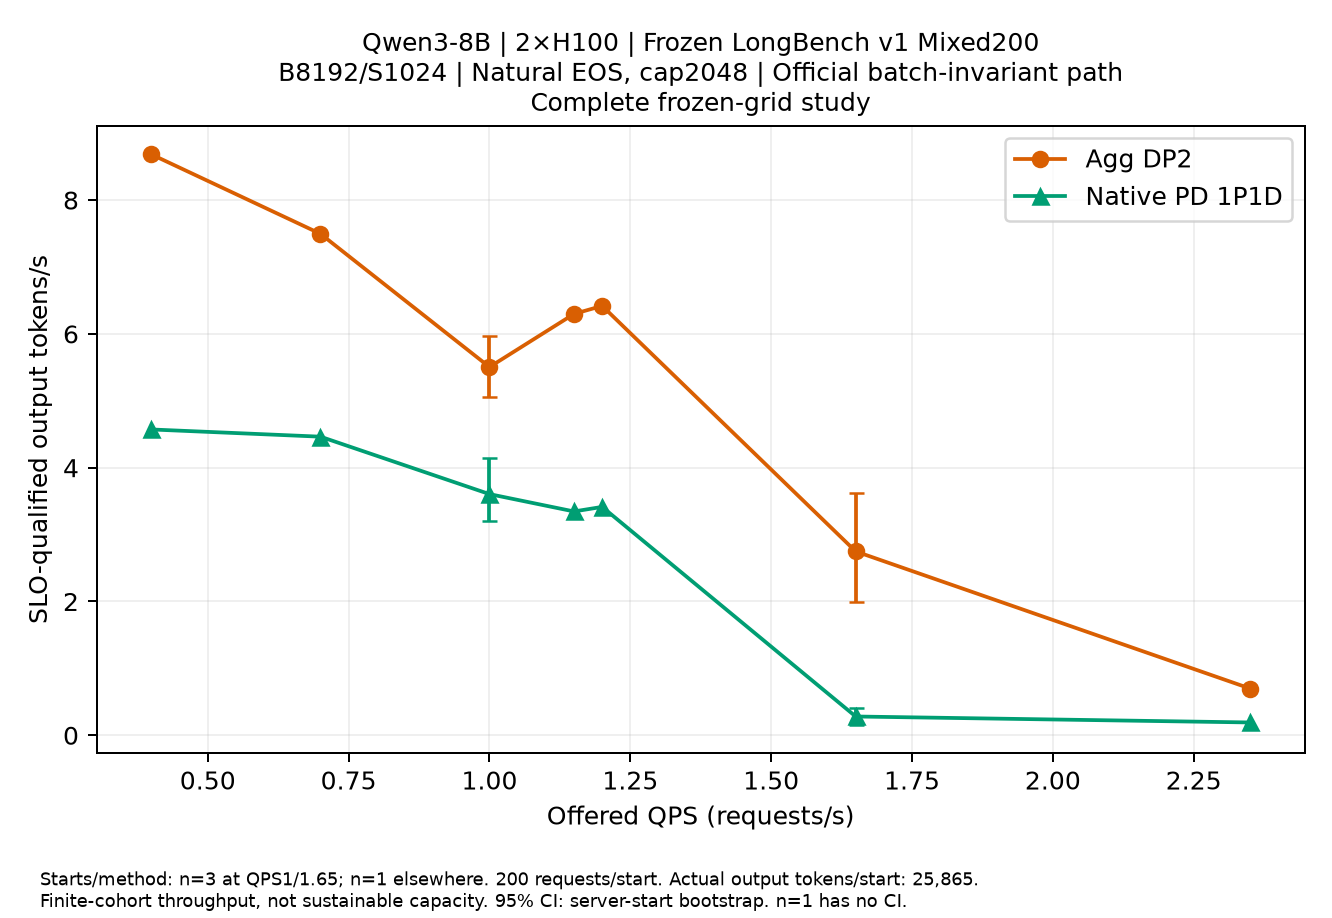 Qwen3-8B | 2×H100 | Frozen LongBench v1 Mixed200
B8192/S1024 | Natural EOS, cap2048 | Official batch-invariant path
Complete frozen-grid study
Agg DP2
Native PD 1P1D
SLO-qualified output tokens/s
8
6
4
2
0
0.50 0.75 1.00 1.25 1.50 1.75 2.00 2.25
Offered QPS (requests/s)
Starts/method: n=3 at QPS1/1.65; n=1 elsewhere. 200 requests/start. Actual output tokens/start: 25,865.
Finite-cohort throughput, not sustainable capacity. 95% CI: server-start bootstrap. n=1 has no CI.